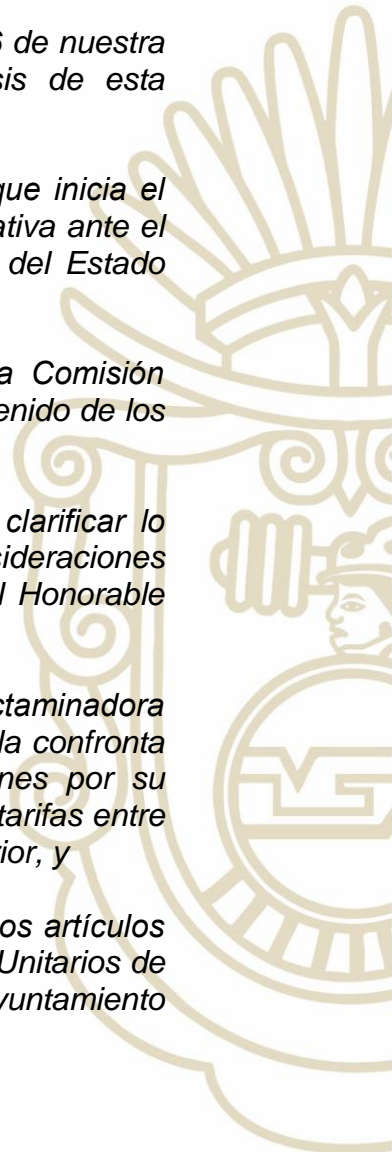 6 de nuestra
sis de esta
que inicia el
ativa ante el
del Estado
a Comisión
enido de los
clarificar lo
sideraciones
l Honorable
ctaminadora
la confronta
nes por su
tarifas entre
rior, y
os artículos
Unitarios de
yuntamiento